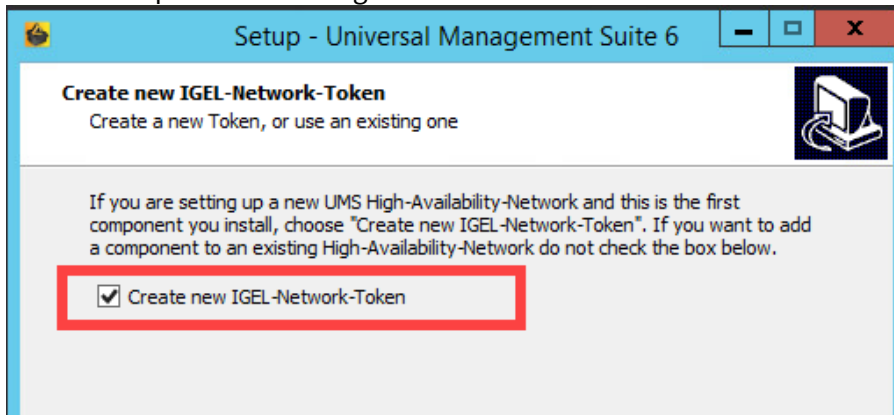 Setup - Universal Management Suite 6
Create new IGEL-Network-Token
Create a new Token, or use an existing one
If you are setting up a new UMS High-Availability-Network and this is the first
component you install, choose "Create new IGEL-Network-Token". If you want to add
a component to an existing High-Availability-Network do not check the box below.
Create new IGEL-Network-Token